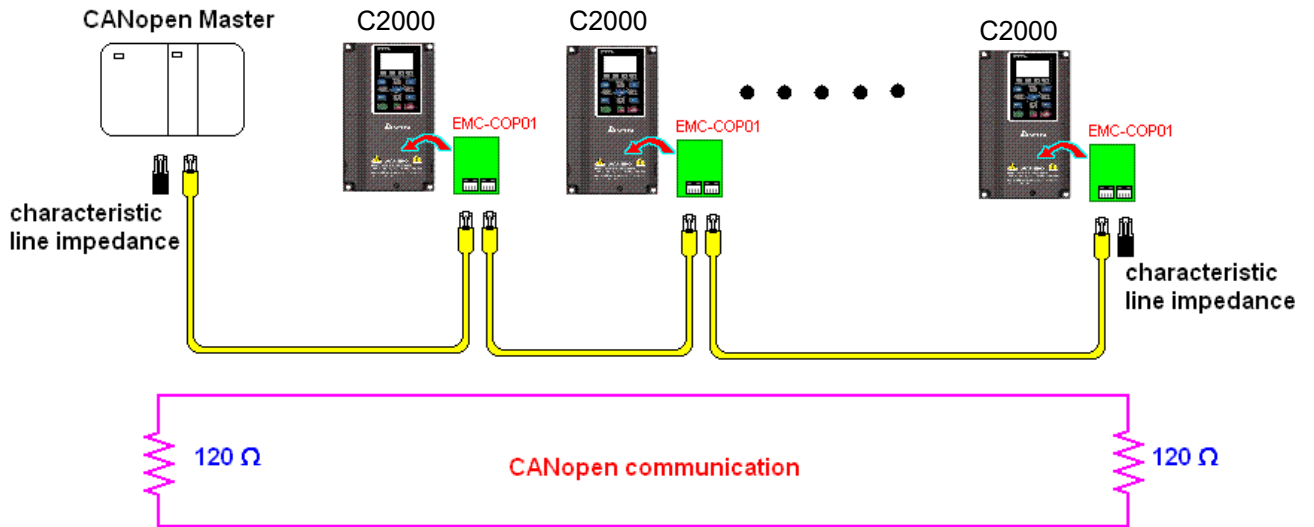 CANopen Master
C2000
C2000
C2000
EMC-COP01
EMC-COP01
EMC-COP01
characteristic
line impedance
characteristic
line impedance
120 Ω
CANopen communication
120 Ω